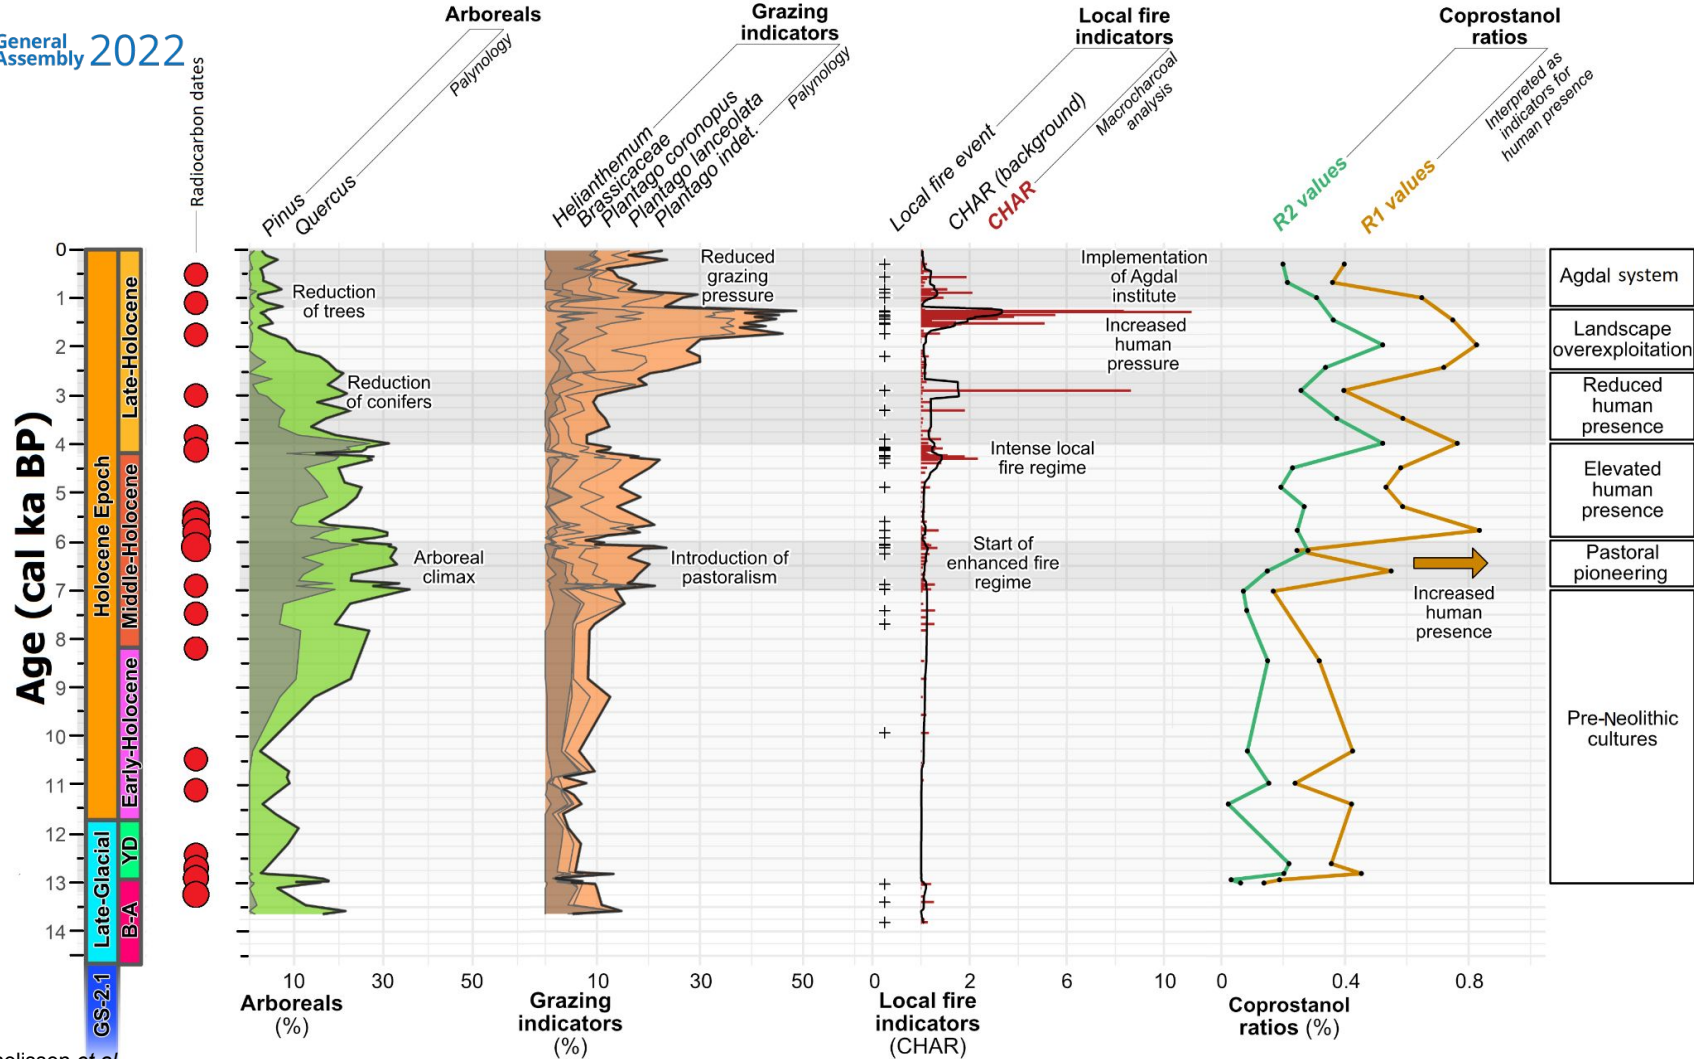 General
Assembly 2022
Radiocarbon dates
Arboreals
Palynology
Pinus
Quercus
Grazing
indicators
Palynology
Helianthemum
Brassicaceae
Plantago coronopus
Plantago lanceolata
Plantago indet.
Local fire
indicators
Macrocharcoal
analysis
Local fire event
CHAR (background)
CHAR
Coprostanol
ratios
Interpreted as
indicators for
human presence
R2 values
R1 values
Age (cal ka BP)
0
1
2
3
4
5
6
7
8
9
10
11
12
13
14
Holocene Epoch
Late-Glacial
GS-2.1
Late-Holocene
Middle-Holocene
Early-Holocene
YD
B-A
Reduction
of trees
Reduction
of conifers
Arboreal
climax
Reduced
grazing
pressure
Introduction of
pastoralism
Implementation
of Agdal
institute
Increased
human
pressure
Intense local
fire regime
Start of
enhanced fire
regime
Increased
human
presence
Agdal system
Landscape
overexploitation
Reduced
human
presence
Elevated
human
presence
Pastoral
pioneering
Pre-Neolithic
cultures
10 30 50
Arboreals
(%)
10 30 50
Grazing
indicators
(%)
0 2 6 10
Local fire
indicators
(CHAR)
0 0.4 0.8
Coprostanol
ratios (%)
et al